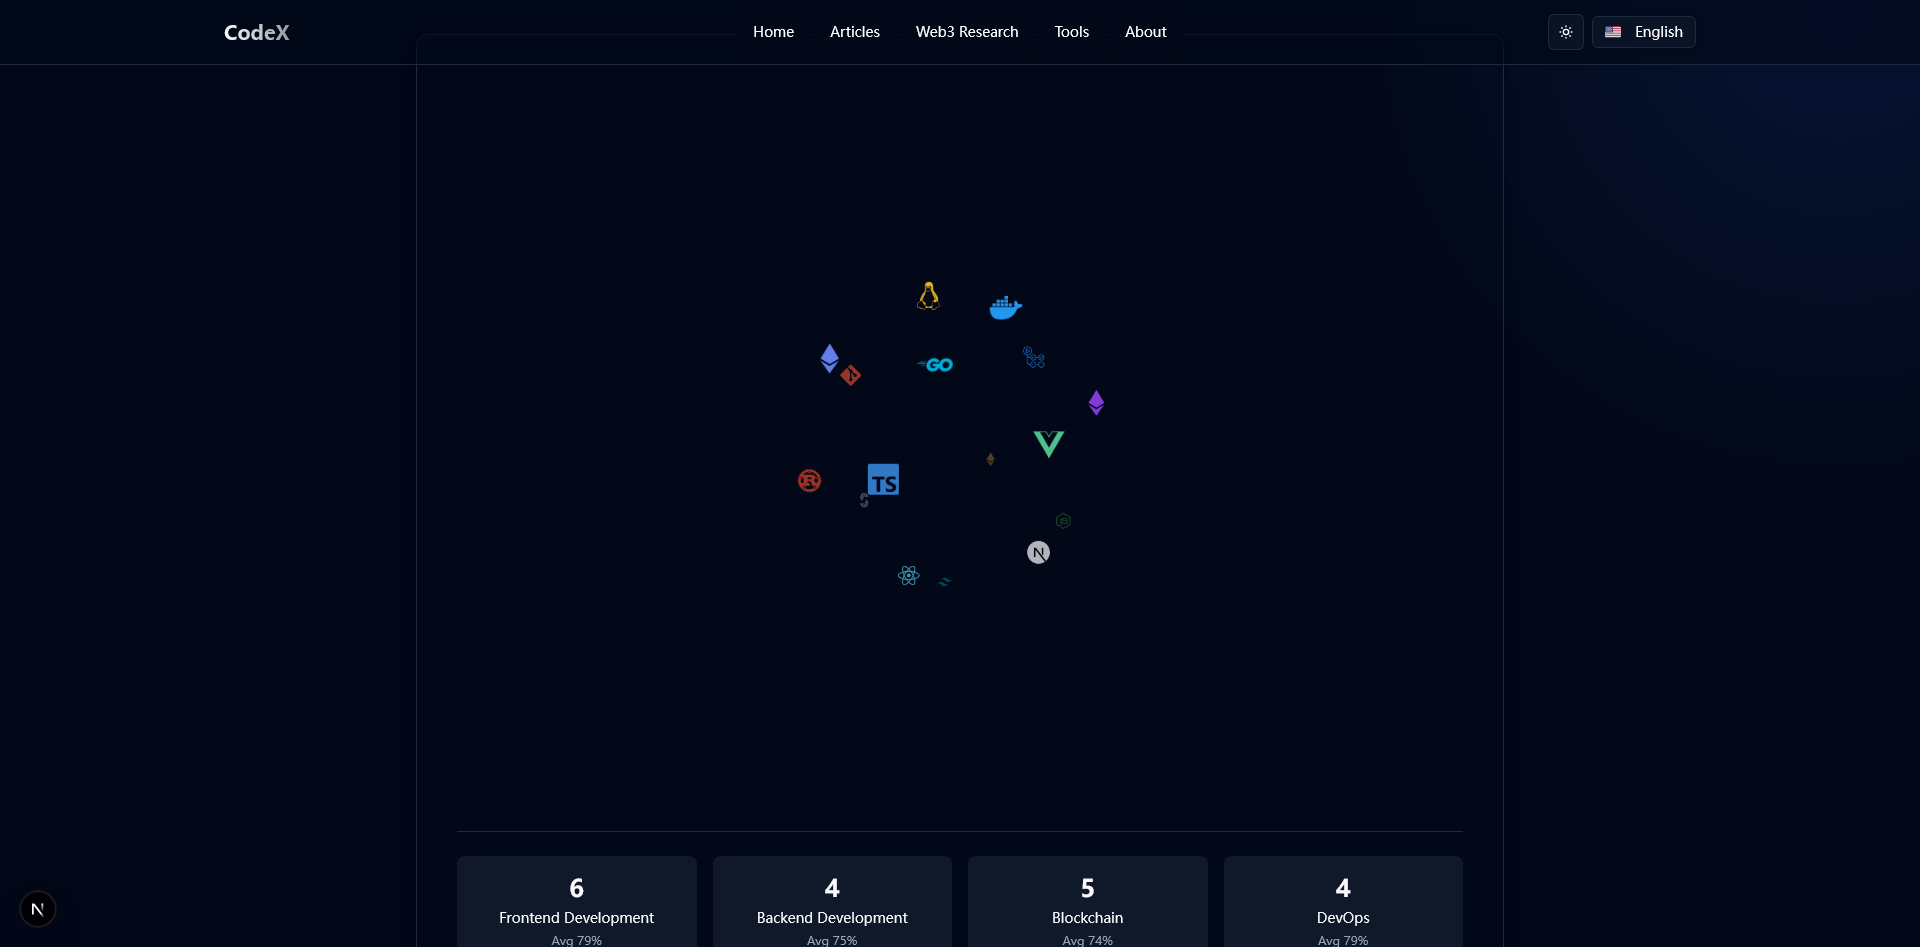 CodeX
Home
Articles
Web3 Research
Tools
About
English
GO
R
TS
JS
N
6
Frontend Development
Avg 79%
4
Backend Development
Avg 75%
5
Blockchain
Avg 74%
4
DevOps
Avg 79%
N